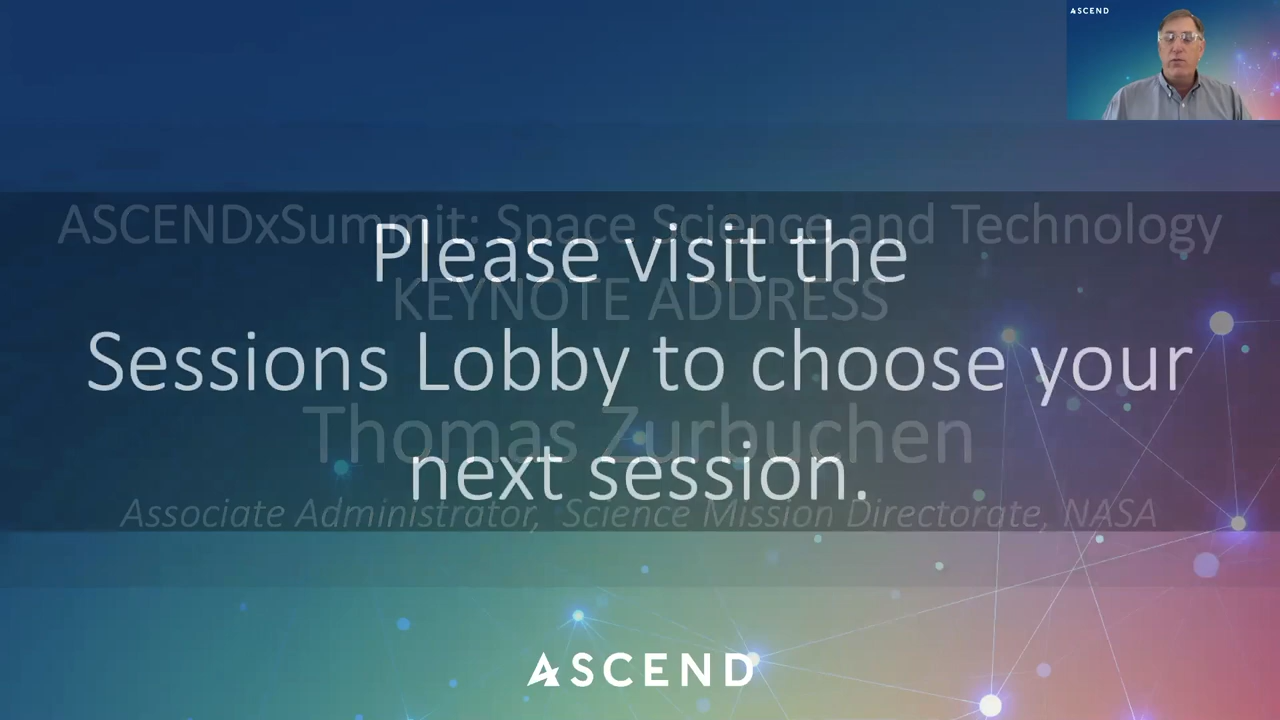 ASCEND
ASCENDxSummit: Space Science and Technology
Please visit the
KEYNOTE ADDRESS
Sessions Lobby to choose your
Thomas Zurbuchen
next session.
Associate Administrator, Science Mission Directorate, NASA
ASCEND